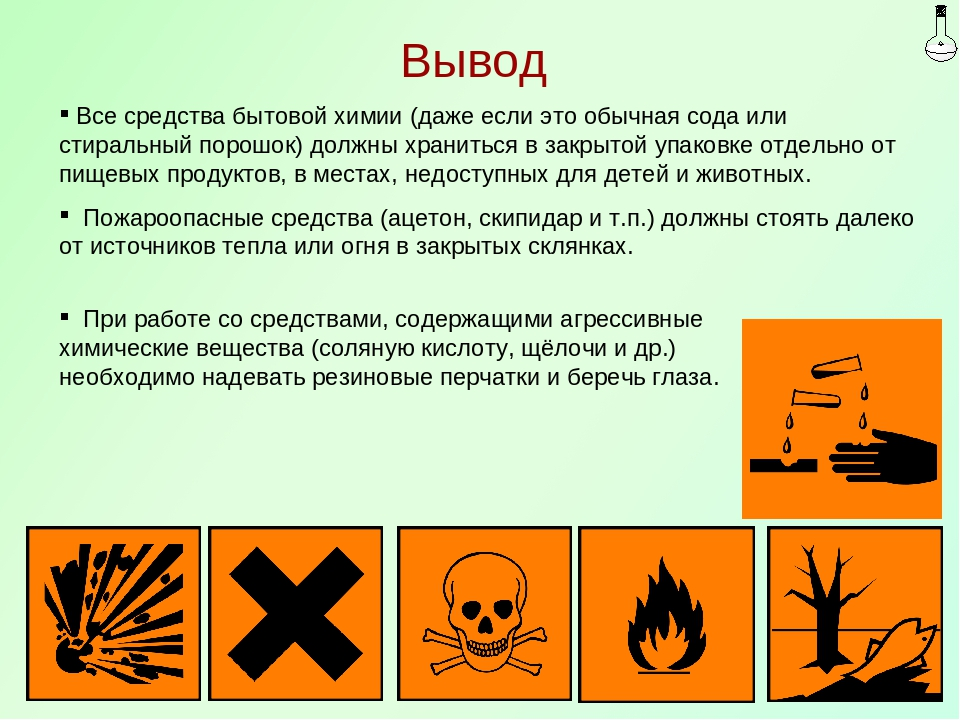 Вывод
▪ Все средства бытовой химии (даже если это обычная сода или
стиральный порошок) должны храниться в закрытой упаковке отдельно от
пищевых продуктов, в местах, недоступных для детей и животных.
▪ Пожароопасные средства (ацетон, скипидар и т.п.) должны стоять далеко
от источников тепла или огня в закрытых склянках.
▪ При работе со средствами, содержащими агрессивные
химические вещества (соляную кислоту, щёлочи и др.)
необходимо надевать резиновые перчатки и беречь глаза.